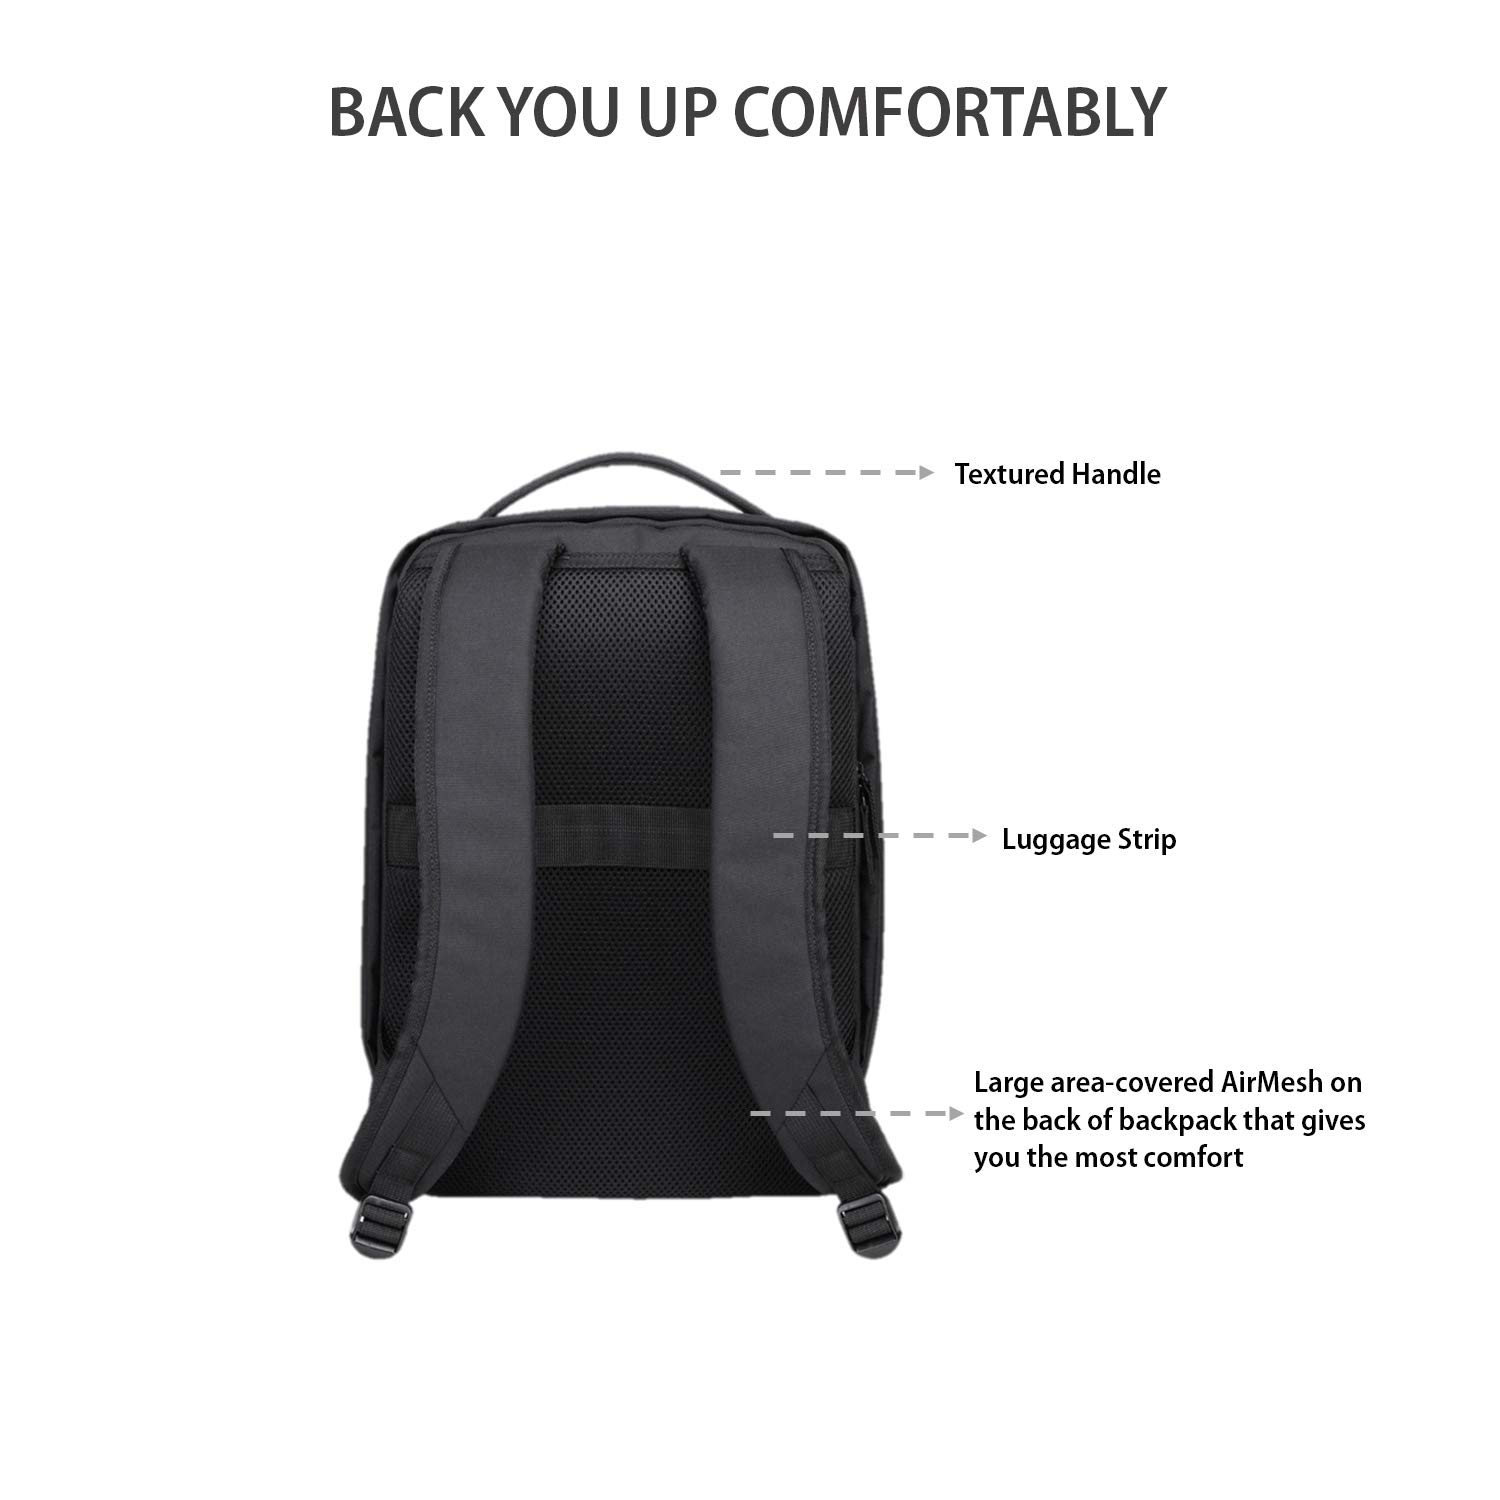 BACK YOU UP COMFORTABLY
Textured Handle
Luggage Strip
Large area-covered AirMesh on
the back of backpack that gives
you the most comfort